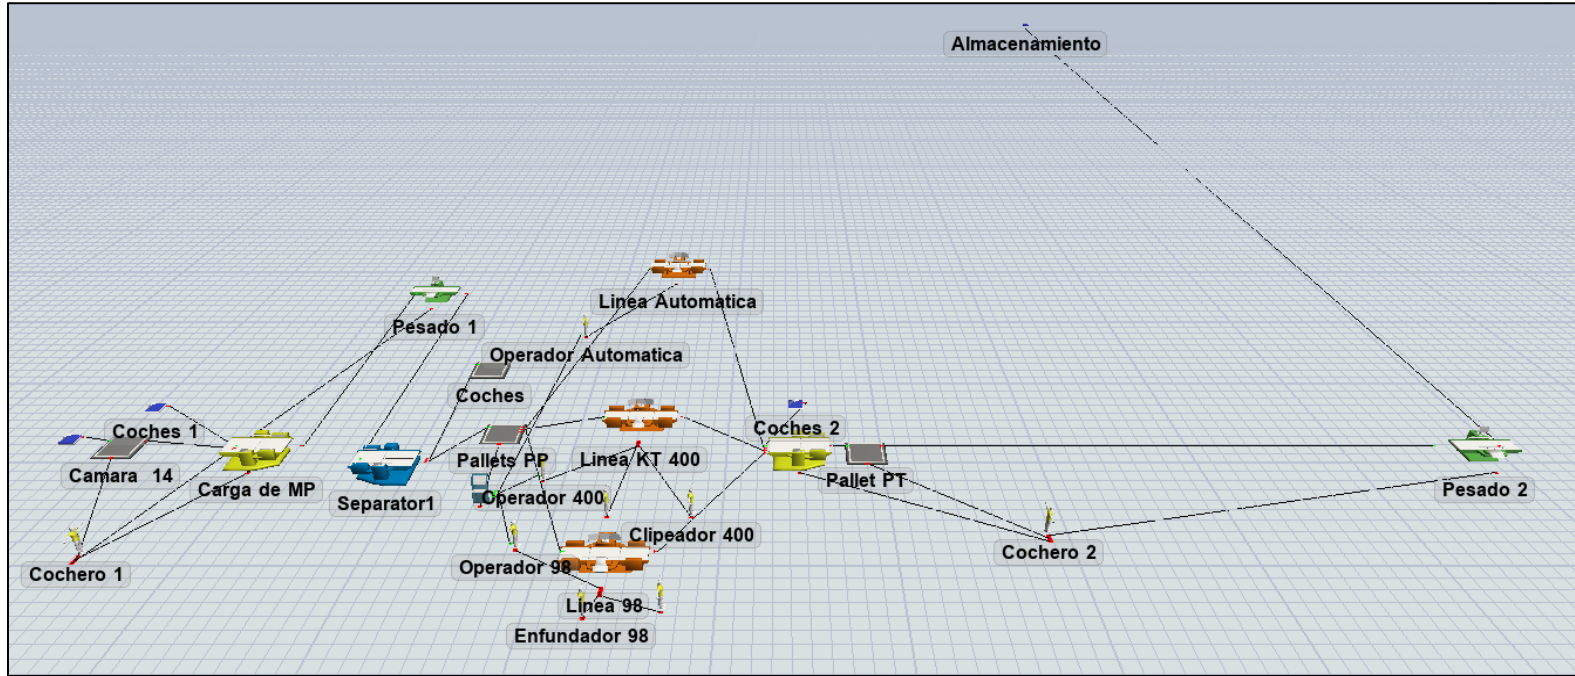 Almacenamiento
Linea Automatica
Pesado 1
Operador Automatica
Coches
Coches 1
Coches 2
Camara  14
Pallets PP
Linea KT 400
Carga de MP
Separator1
Operador 400
Pallet PT
Pesado 2
Clipeador 400
Cochero 2
Cochero 1
Operador 98
Linea 98
Enfundador 98